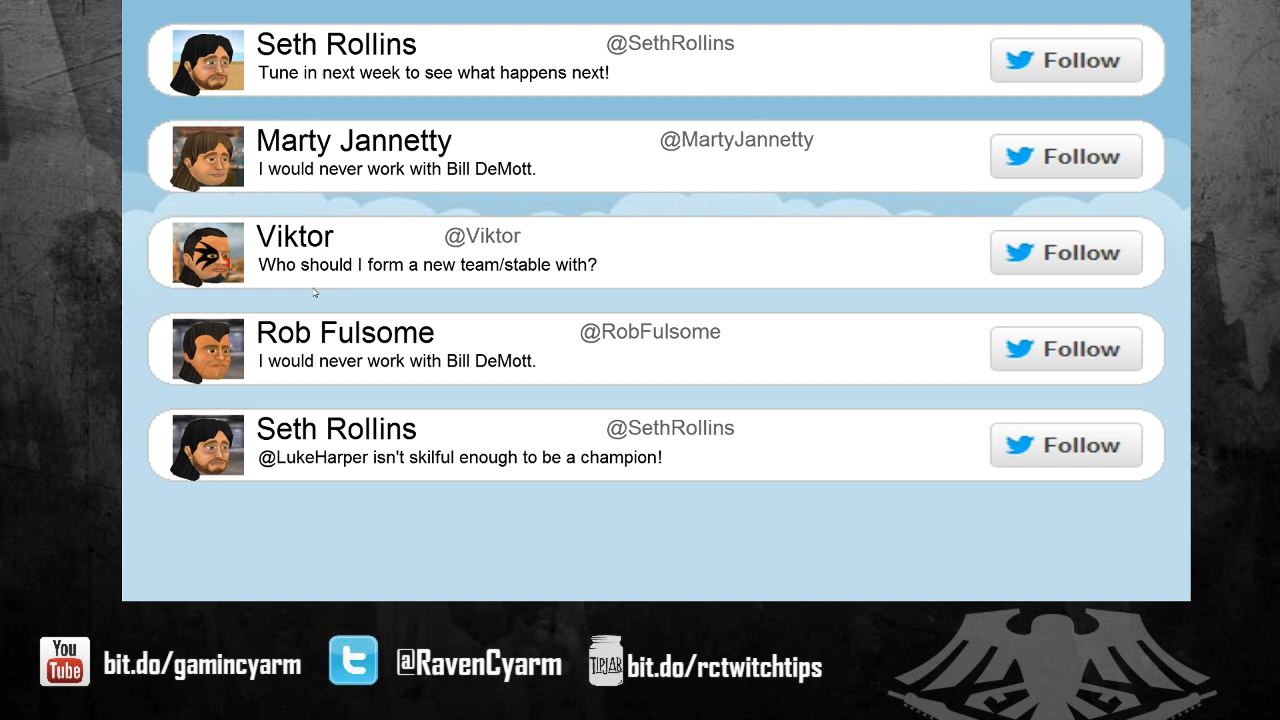 Seth Rollins @SethRollins
Tune in next week to see what happens next!
Follow
Marty Jannetty @MartyJannetty
I would never work with Bill DeMott.
Follow
Viktor @Viktor
Who should I form a new team/stable with?
Follow
Rob Fulsome @RobFulsome
I would never work with Bill DeMott.
Follow
Seth Rollins @SethRollins
@LukeHarper isn't skilful enough to be a champion!
Follow
You Tube bit.do/gamincyarm @RavenCyarm TIPJAR bit.do/rctwitchtips